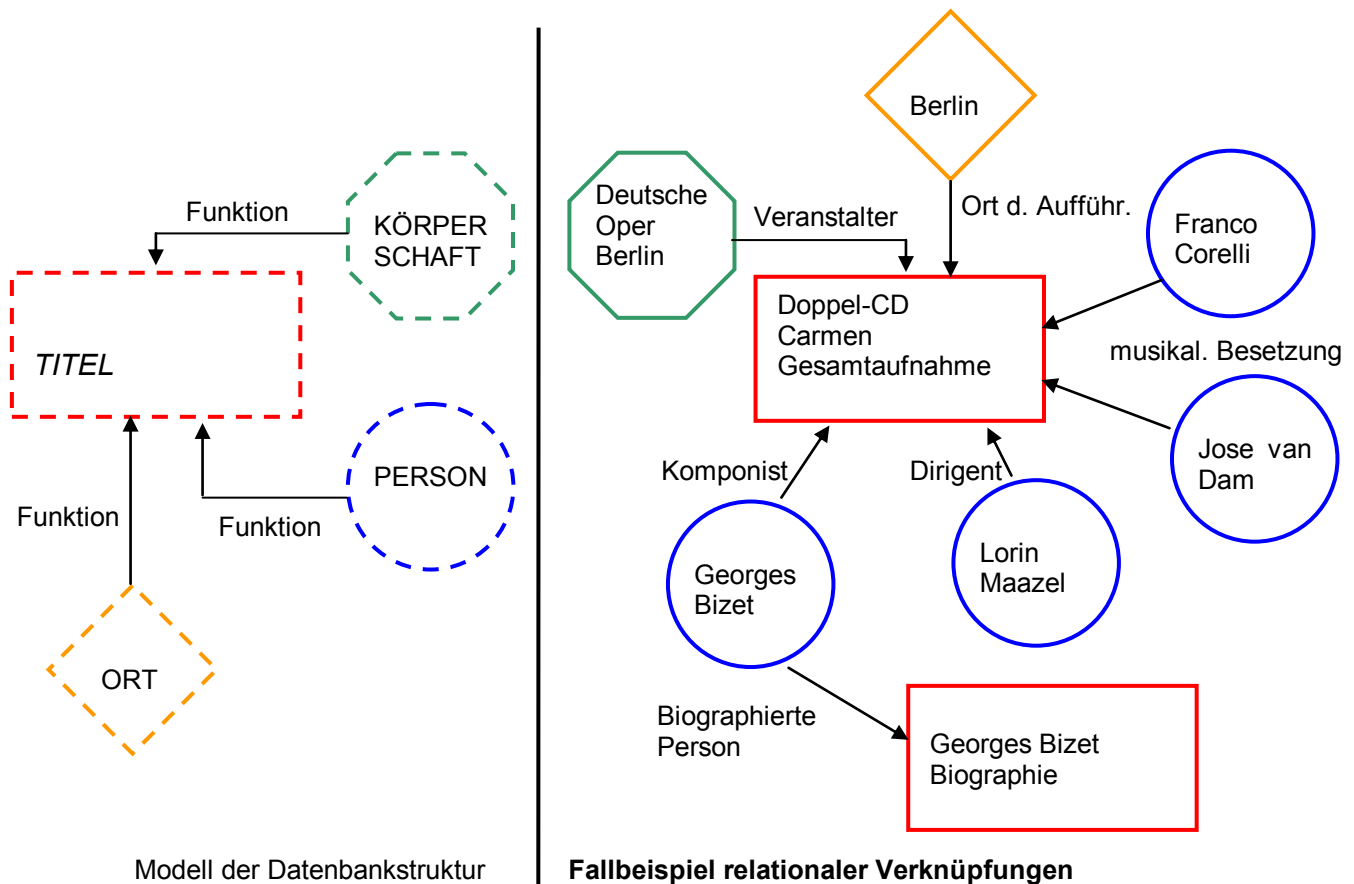 Funktion
KÖRPER
SCHAFT
TITEL
PERSON
Funktion
Funktion
ORT
Modell der Datenbankstruktur
Berlin
Deutsche
Oper
Berlin
Veranstalter
Ort d. Aufführ.
Franco
Corelli
Doppel-CD
Carmen
Gesamtaufnahme
musikal. Besetzung
Jose van
Dam
Komponist
Dirigent
Georges
Bizet
Lorin
Maazel
Biographierte
Person
Georges Bizet
Biographie
Fallbeispiel relationaler Verknüpfungen